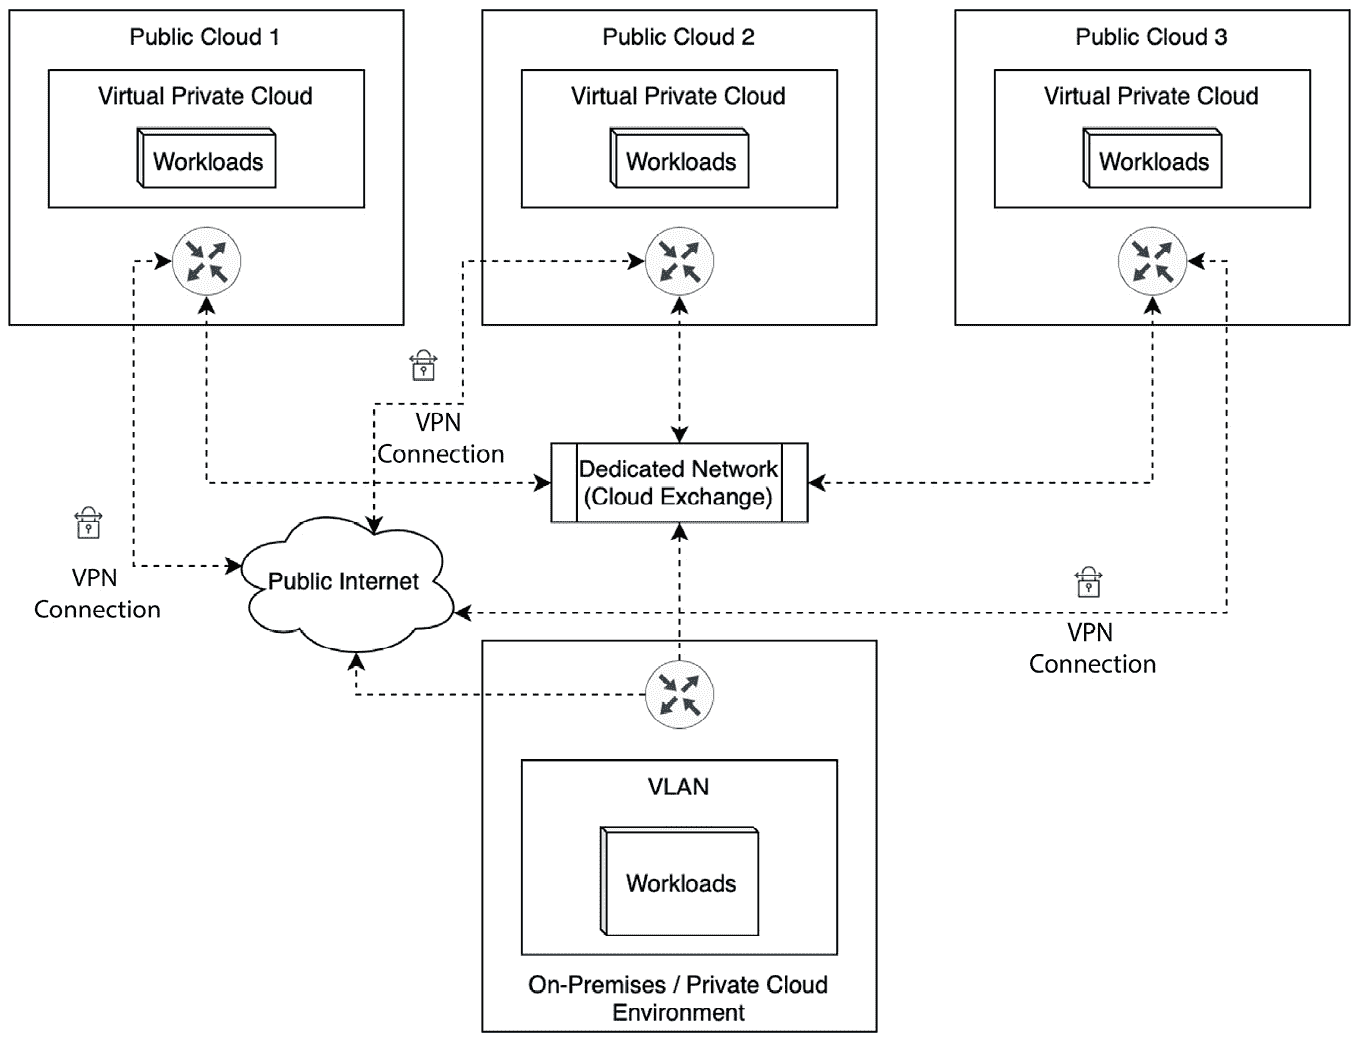 Public Cloud 1
Virtual Private Cloud
Workloads
Public Cloud 2
Virtual Private Cloud
Workloads
Public Cloud 3
Virtual Private Cloud
Workloads
VPN
Connection
Dedicated Network
(Cloud Exchange)
VPN
Connection
Public Internet
VPN
Connection
VLAN
Workloads
On-Premises / Private Cloud
Environment